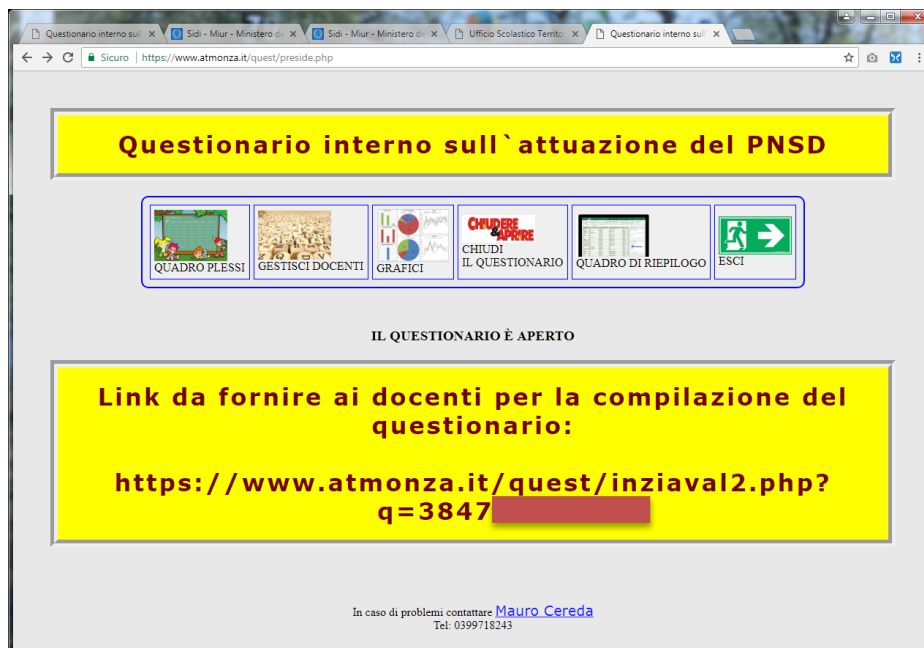 Questionario interno sul
Sidi - Miur - Ministero de
Sidi - Miur - Ministero de
Ufficio Scolastico Territo
Questionario interno sul
Sicuro
https://www.atmonza.it/quest/preside.php
Questionario interno sull`attuazione del PNSD
QUADRO PLESSI
GESTISCI DOCENTI
GRAFICI
CHIUDERE
&APRIRE
CHIUDI
IL QUESTIONARIO
QUADRO DI RIEPILOGO
ESCI
IL QUESTIONARIO È APERTO
Link da fornire ai docenti per la compilazione del
questionario:
https://www.atmonza.it/quest/inziaval2.php?
q=3847
In caso di problemi contattare Mauro Cereda
Tel: 0399718243